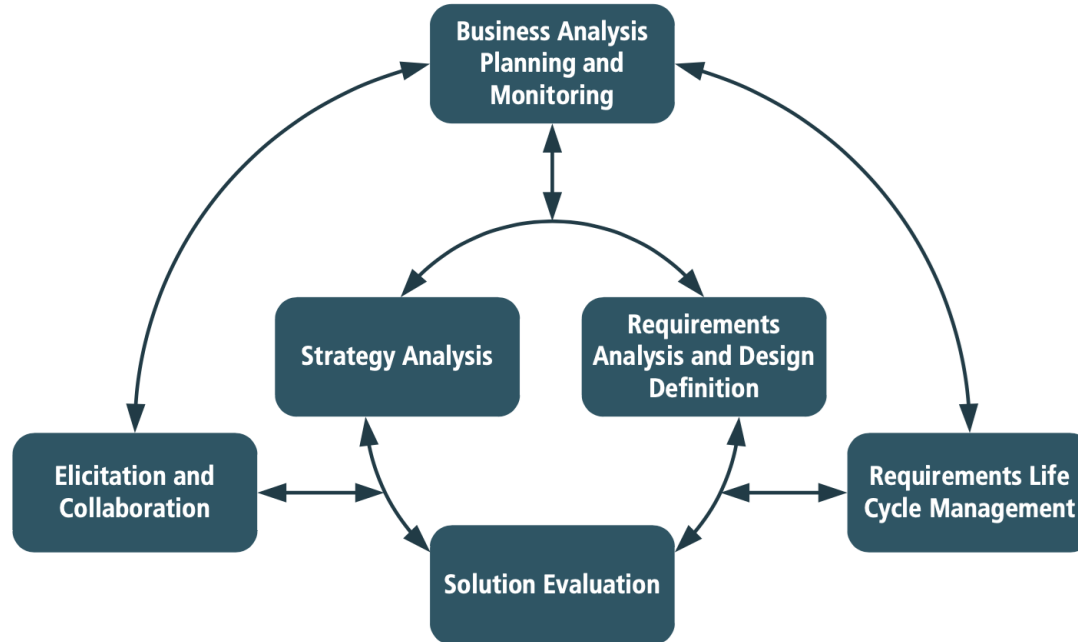 Business Analysis
Planning and
Monitoring
Strategy Analysis
Requirements
Analysis and Design
Definition
Elicitation and
Collaboration
Requirements Life
Cycle Management
Solution Evaluation